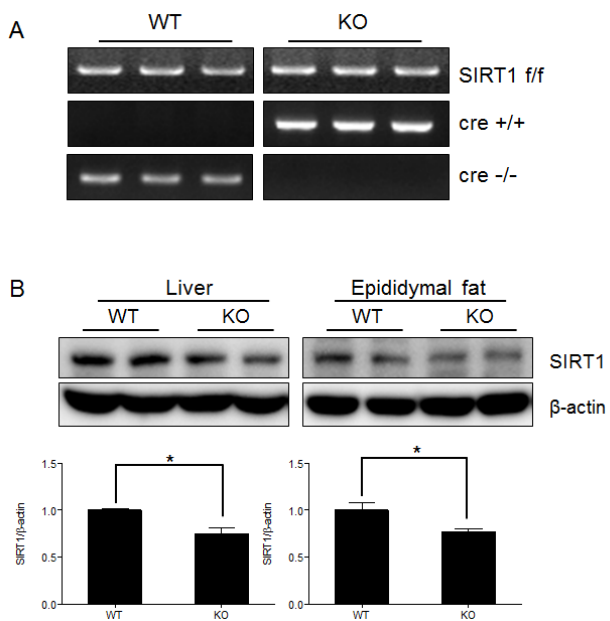 A
WT KO
SIRT1 f/f
cre +/+
cre -/-
B
Liver Epididymal fat
WT KO WT KO
SIRT1
β-actin
* *
1.5 1.5
1.0 1.0
0.5 0.5
0.0 0.0
SIRT1/β-actin SIRT1/β-actin
WT KO WT KO